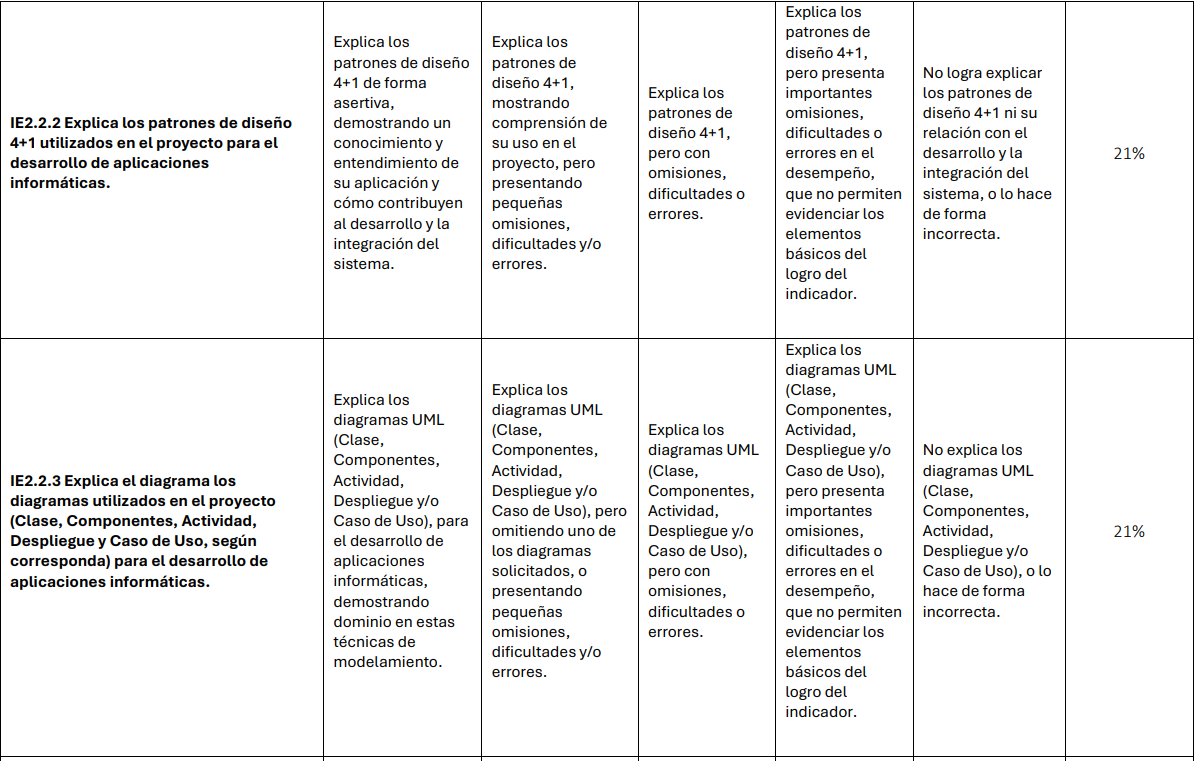 IE2.2.2 Explica los patrones de diseño
4+1 utilizados en el proyecto para el
desarrollo de aplicaciones
informáticas.
Explica los
patrones de diseño
4+1 de forma
asertiva,
demostrando un
conocimiento y
entendimiento de
su aplicación y
cómo contribuyen
al desarrollo y la
integración del
sistema.
Explica los
patrones de
diseño 4+1,
mostrando
comprensión de
su uso en el
proyecto, pero
presentando
pequeñas
omisiones,
dificultades y/o
errores.
Explica los
patrones de
diseño 4+1,
pero con
omisiones,
dificultades o
errores.
Explica los
patrones de
diseño 4+1,
pero presenta
importantes
omisiones,
dificultades o
errores en el
desempeño,
que no permiten
evidenciar los
elementos
básicos del
logro del
indicador.
No logra explicar
los patrones de
diseño 4+1 ni su
relación con el
desarrollo y la
integración del
sistema, o lo hace
de forma
incorrecta.
21%
IE2.2.3 Explica el diagrama los
diagramas utilizados en el proyecto
(Clase, Componentes, Actividad,
Despliegue y Caso de Uso, según
corresponda) para el desarrollo de
aplicaciones informáticas.
Explica los
diagramas UML
(Clase,
Componentes,
Actividad,
Despliegue y/o
Caso de Uso), para
el desarrollo de
aplicaciones
informáticas,
demostrando
dominio en estas
técnicas de
modelamiento.
Explica los
diagramas UML
(Clase,
Componentes,
Actividad,
Despliegue y/o
Caso de Uso), pero
omitiendo uno de
los diagramas
solicitados, o
presentando
pequeñas
omisiones,
dificultades y/o
errores.
Explica los
diagramas UML
(Clase,
Componentes,
Actividad,
Despliegue y/o
Caso de Uso),
pero con
omisiones,
dificultades o
errores.
Explica los
diagramas UML
(Clase,
Componentes,
Actividad,
Despliegue y/o
Caso de Uso),
pero presenta
importantes
omisiones,
dificultades o
errores en el
desempeño,
que no permiten
evidenciar los
elementos
básicos del
logro del
indicador.
No explica los
diagramas UML
(Clase,
Componentes,
Actividad,
Despliegue y/o
Caso de Uso), o lo
hace de forma
incorrecta.
21%